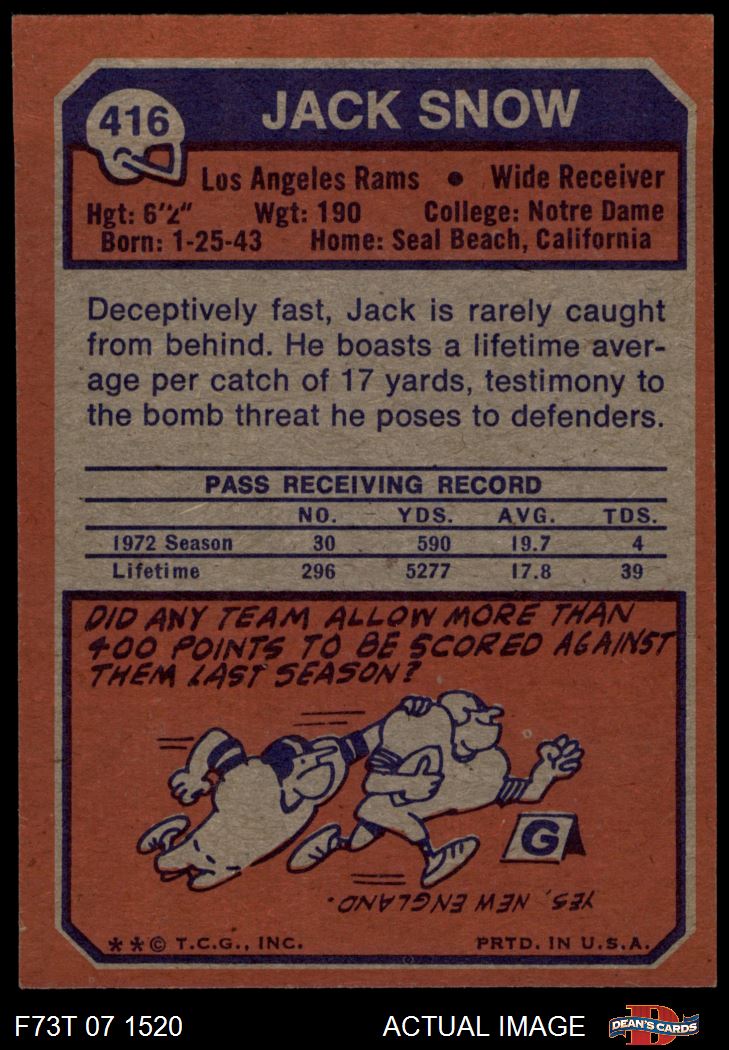 416
JACK SNOW
Los Angeles Rams • Wide Receiver
Hgt: 6'2" Wgt: 190 College: Notre Dame
Born: 1-25-43 Home: Seal Beach, California
Deceptively fast, Jack is rarely caught
from behind. He boasts a lifetime aver-
age per catch of 17 yards, testimony to
the bomb threat he poses to defenders.
PASS RECEIVING RECORD
NO. YDS. AVG. TDS.
1972 Season 30 590 19.7 4
Lifetime 296 5277 17.8 39
DID ANY TEAM ALLOW MORE THAN
400 POINTS TO BE SCORED AGAINST
THEM LAST SEASON?
G
YES, NEW ENGLAND.
**© T.C.G., INC. PRTD. IN U.S.A.
F73T 07 1520 ACTUAL IMAGE DEAN'S CARDS